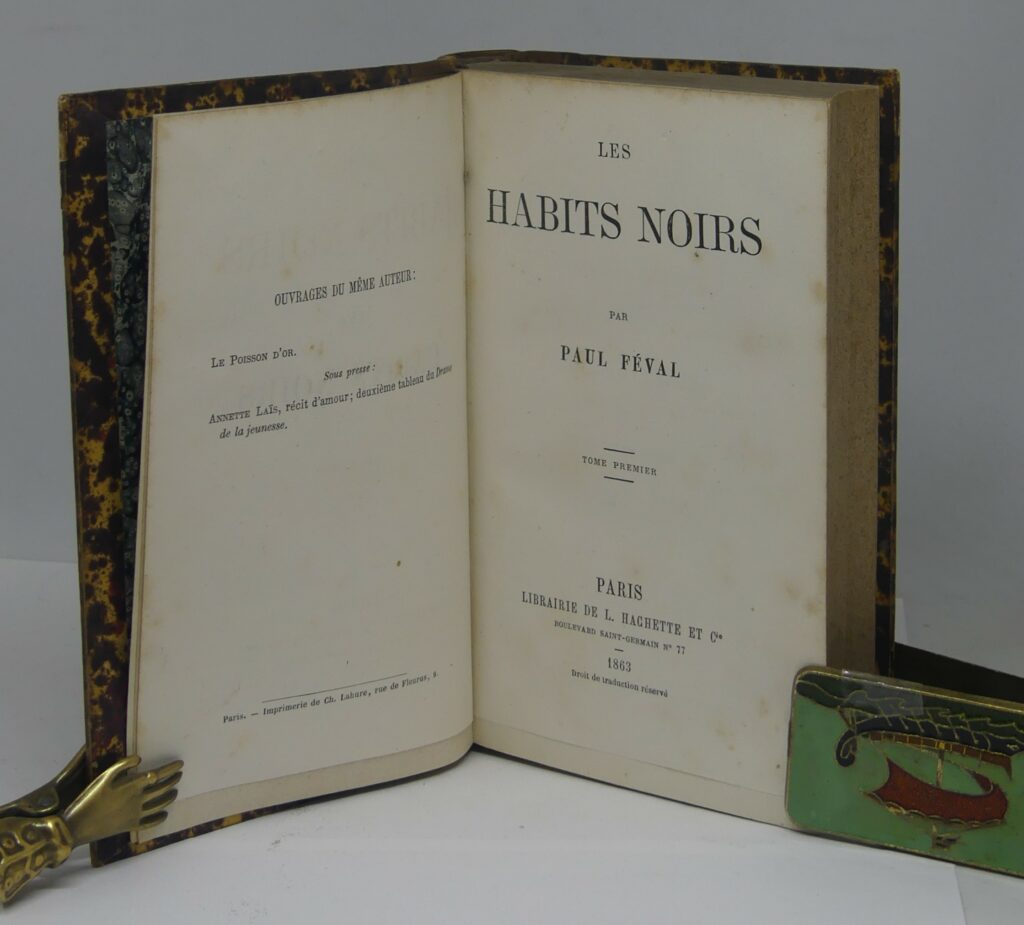 OUVRAGES DU MÊME AUTEUR:
LE POISSON D'OR.
Sous presse:
ANNETTE LAÏS, récit d'amour; deuxième tableau du Drame
de la jeunesse.
Paris. — Imprimerie de Ch. Lahure, rue de Fleurus, 9.
LES
HABITS NOIRS
PAR
PAUL FÉVAL
TOME PREMIER
PARIS
LIBRAIRIE DE L. HACHETTE ET Cie
BOULEVARD SAINT-GERMAIN N° 77
1863
Droit de traduction réservé